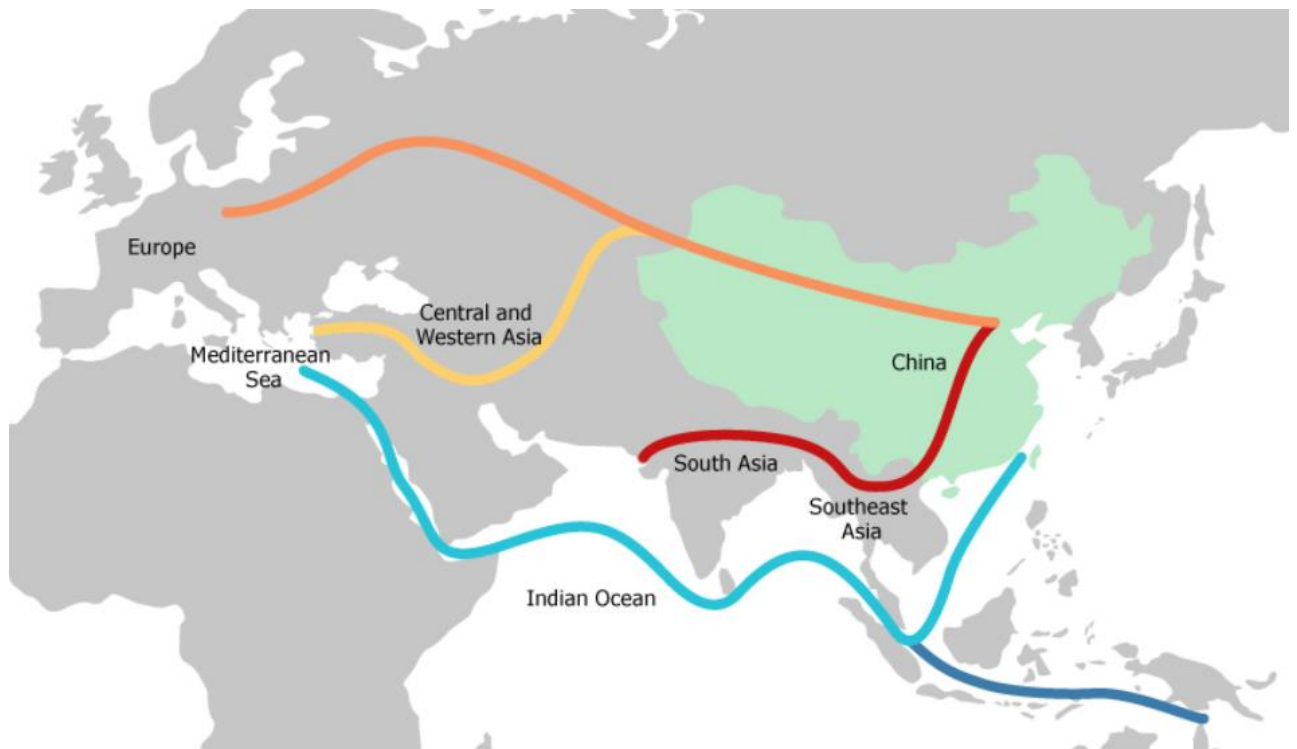 Europe
Central and
Western Asia
Mediterranean
Sea
China
South Asia
Southeast
Asia
Indian Ocean